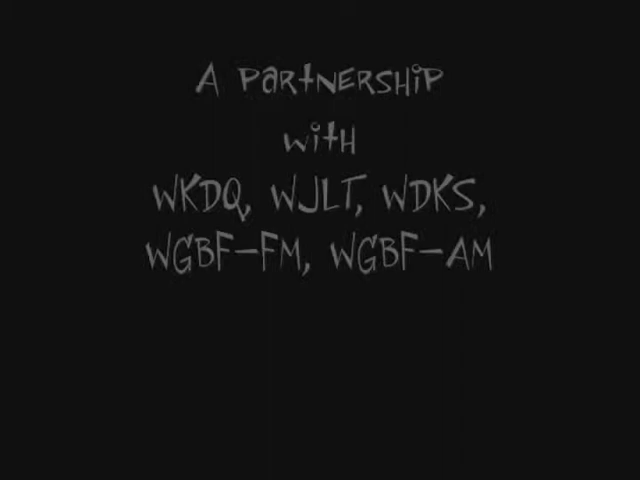 A PartNERSHiP
with
WKDQ, WJLT, WDKS,
WGBF-FM, WGBF-AM